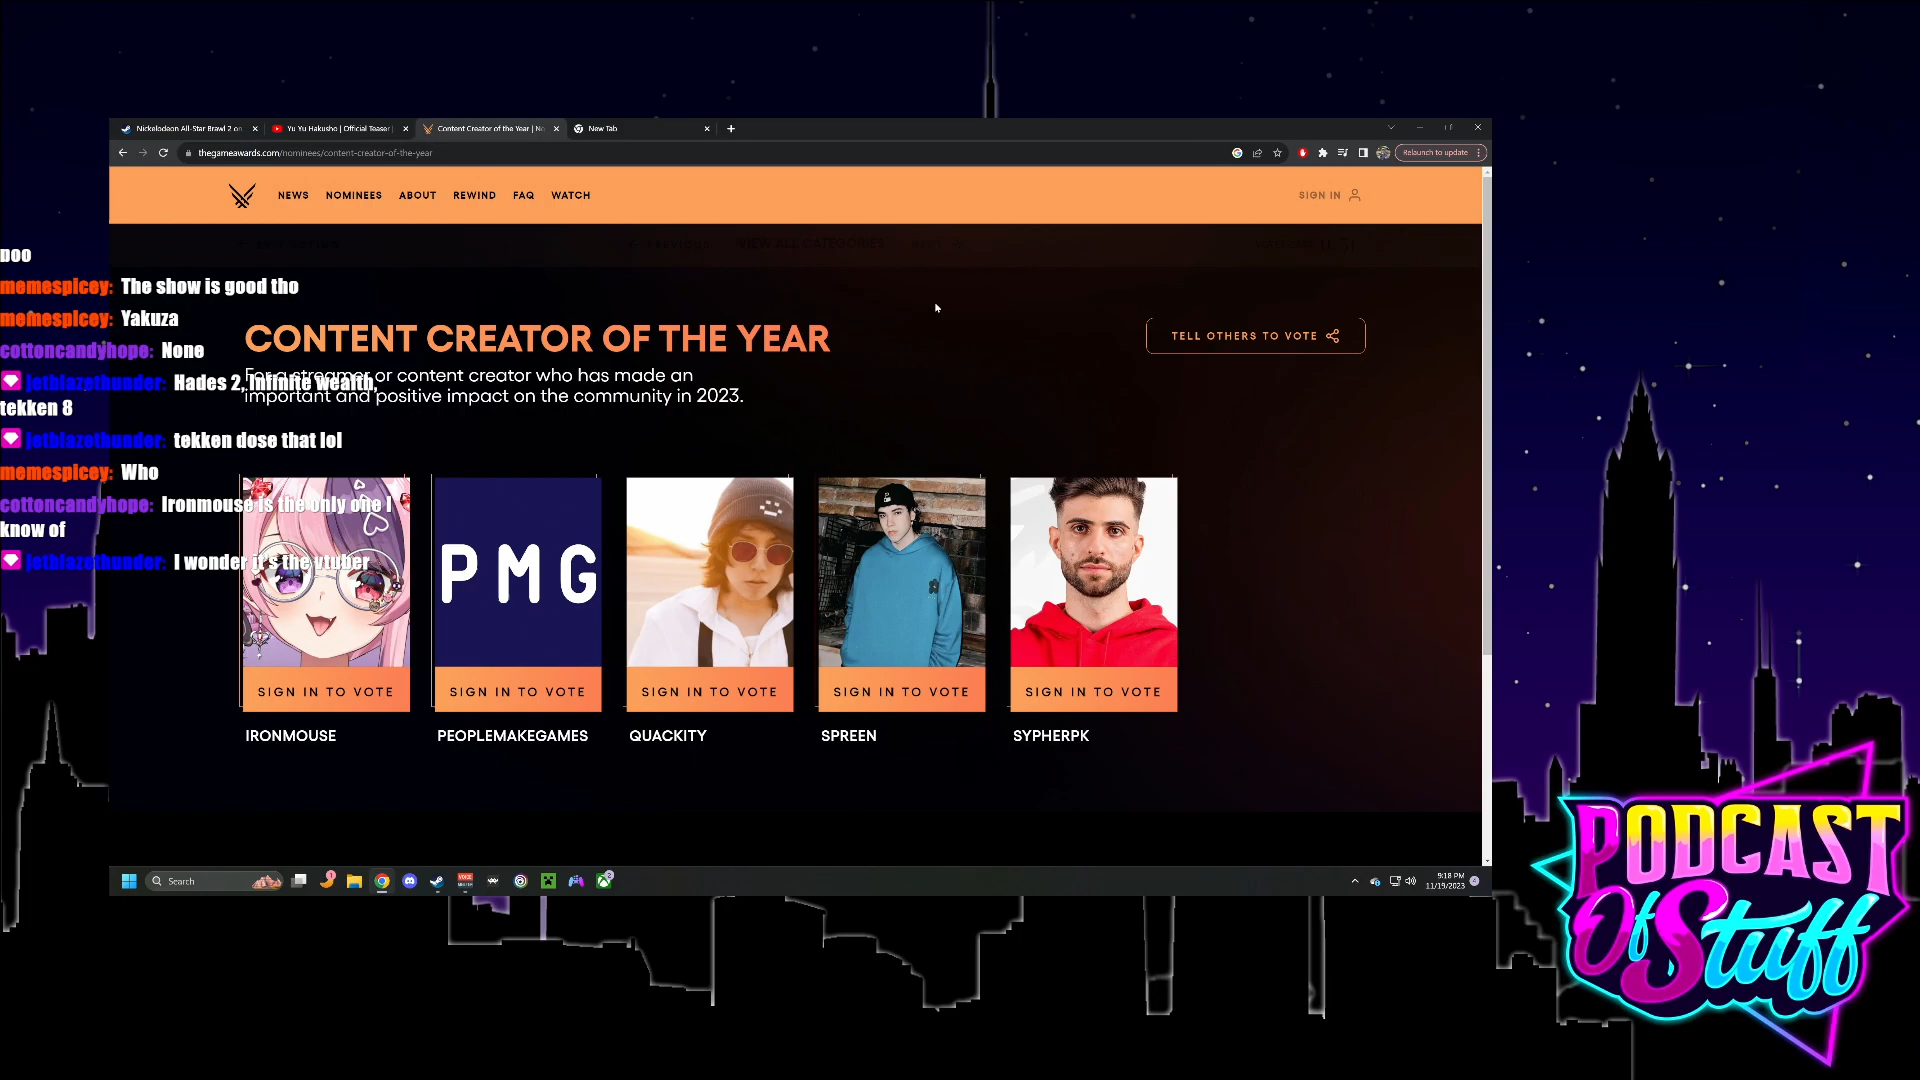 Nickelodeon All-Star Brawl 2 on
Yu Yu Hakusho | Official Teaser |
Content Creator of the Year | No
New Tab
thegameawards.com/nominees/content-creator-of-the-year
Relaunch to update
NEWS
NOMINEES
ABOUT
REWIND
FAQ
WATCH
SIGN IN
VIEW ALL CATEGORIES
poo
memespicey: The show is good tho
memespicey: Yakuza
cottoncandyhope: None
jetblazethunder: Hades 2, Infinite wealth,
tekken 8
jetblazethunder: tekken dose that lol
memespicey: Who
cottoncandyhope: Ironmouse is the only one I
know of
jetblazethunder: I wonder it's the vtuber
CONTENT CREATOR OF THE YEAR
For a streamer or content creator who has made an
important and positive impact on the community in 2023.
TELL OTHERS TO VOTE
PMG
SIGN IN TO VOTE
SIGN IN TO VOTE
SIGN IN TO VOTE
SIGN IN TO VOTE
SIGN IN TO VOTE
IRONMOUSE
PEOPLEMAKEGAMES
QUACKITY
SPREEN
SYPHERPK
Search
9:18 PM
11/19/2023
PODCAST
Of Stuff